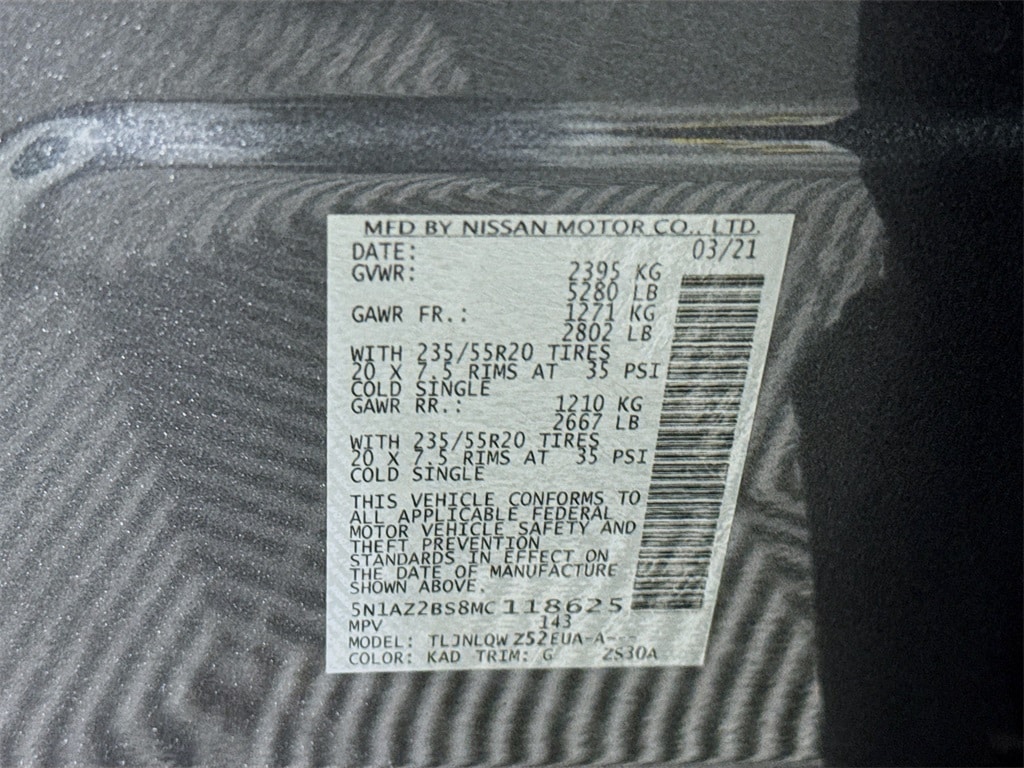 MFD BY NISSAN MOTOR CO., LTD.
DATE: 03/21
GVWR: 2395 KG
5280 LB
GAWR FR.: 1271 KG
2802 LB
WITH 235/55R20 TIRES
20 X 7.5 RIMS AT 35 PSI
COLD SINGLE
GAWR RR.: 1210 KG
2667 LB
WITH 235/55R20 TIRES
20 X 7.5 RIMS AT 35 PSI
COLD SINGLE
THIS VEHICLE CONFORMS TO
ALL APPLICABLE FEDERAL
MOTOR VEHICLE SAFETY AND
THEFT PREVENTION
STANDARDS IN EFFECT ON
THE DATE OF MANUFACTURE
SHOWN ABOVE.
5N1AZ2BS8MC118625
MPV 143
MODEL: TLJNLQW Z52EUA-A---
COLOR: KAD TRIM: G ZS30A